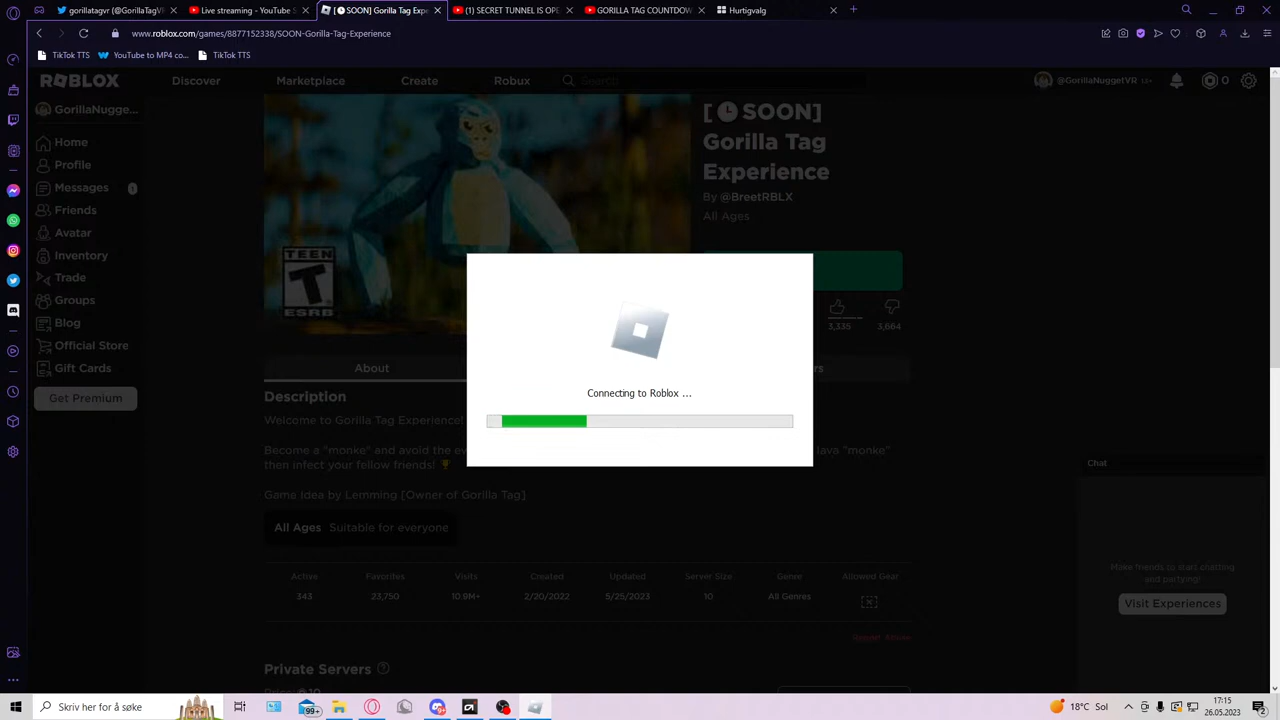 gorillatagvr (@GorillaTagVR
Live streaming - YouTube S
[🕒SOON] Gorilla Tag Exper
(1) SECRET TUNNEL IS OPE
GORILLA TAG COUNTDOW
Hurtigvalg
www.roblox.com/games/8877152338/SOON-Gorilla-Tag-Experience
TikTok TTS
YouTube to MP4 co...
TikTok TTS
ROBLOX
Discover
Marketplace
Create
Robux
Search
@GorillaNuggetVR 13+
0
GorillaNugge...
Home
Profile
Messages
1
Friends
Avatar
Inventory
Trade
Groups
Blog
Official Store
Gift Cards
Get Premium
TEEN
T
ESRB
[🕒SOON]
Gorilla Tag
Experience
By @BreetRBLX
All Ages
3,335
3,664
Connecting to Roblox ...
About
Description
Welcome to Gorilla Tag Experience!
Become a "monke" and avoid the
lava "monke"
then infect your fellow friends! 🏆
Game Idea by Lemming [Owner of Gorilla Tag]
All Ages Suitable for everyone
Active
Favorites
Visits
Created
Updated
Server Size
Genre
Allowed Gear
343
23,750
10.9M+
2/20/2022
5/25/2023
10
All Genres
Report Abuse
Private Servers
Chat
Make friends to start chatting
and partying!
Visit Experiences
Skriv her for å søke
99+
18°C Sol
17:15
26.05.2023
2